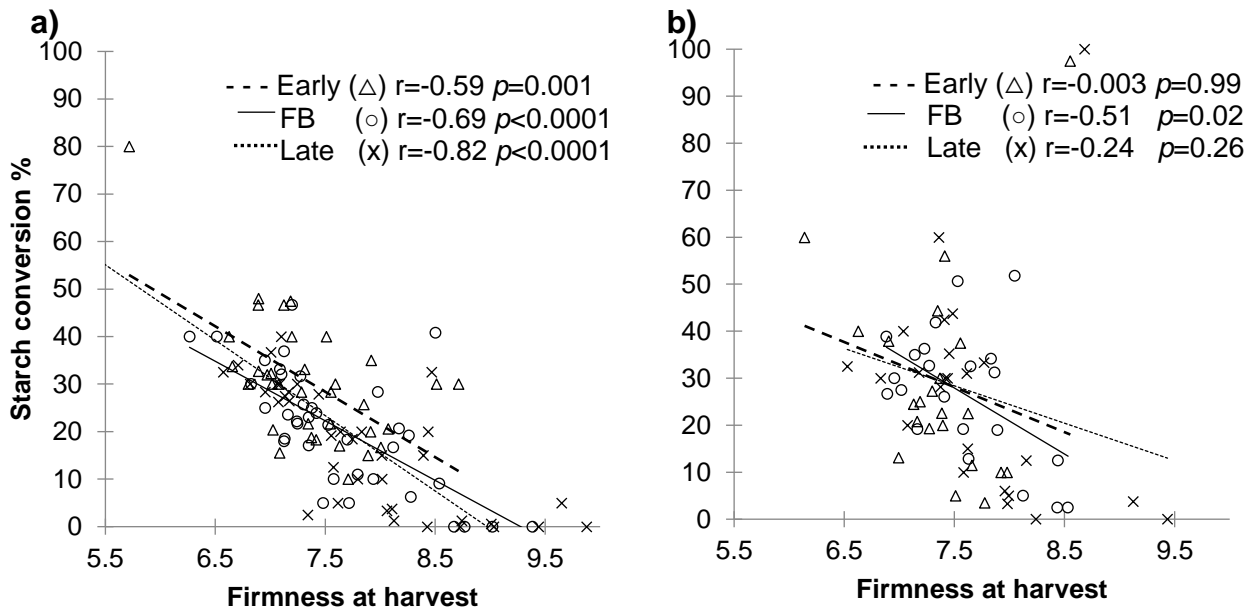 a)
Starch conversion %
100
90
80
70
60
50
40
30
20
10
0
Early (△) r=-0.59 p=0.001
FB (○) r=-0.69 p<0.0001
Late (x) r=-0.82 p<0.0001
5.5 6.5 7.5 8.5 9.5
Firmness at harvest
b)
100
90
80
70
60
50
40
30
20
10
0
Early (△) r=-0.003 p=0.99
FB (○) r=-0.51 p=0.02
Late (x) r=-0.24 p=0.26
5.5 6.5 7.5 8.5 9.5
Firmness at harvest